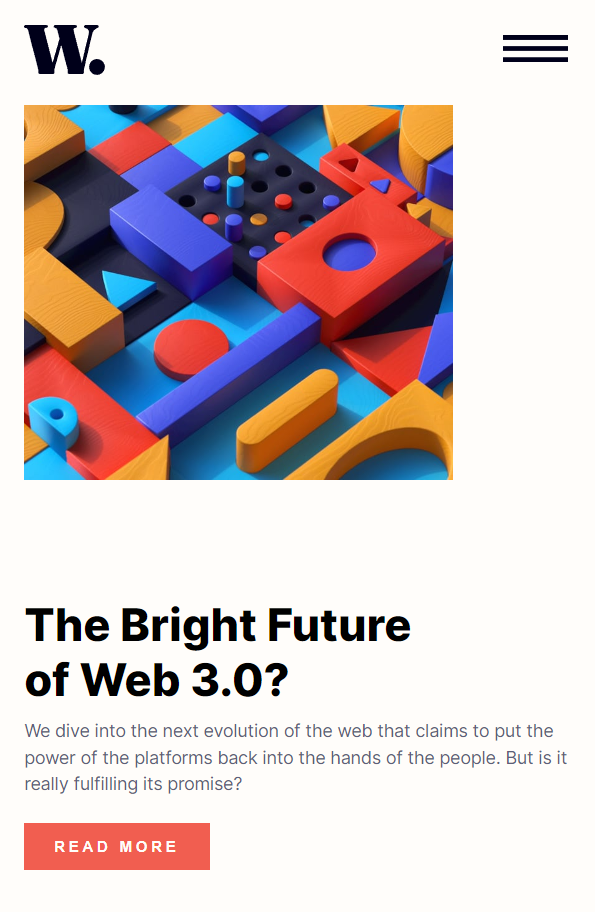 W.
The Bright Future
of Web 3.0?
We dive into the next evolution of the web that claims to put the
power of the platforms back into the hands of the people. But is it
really fulfilling its promise?
READ MORE